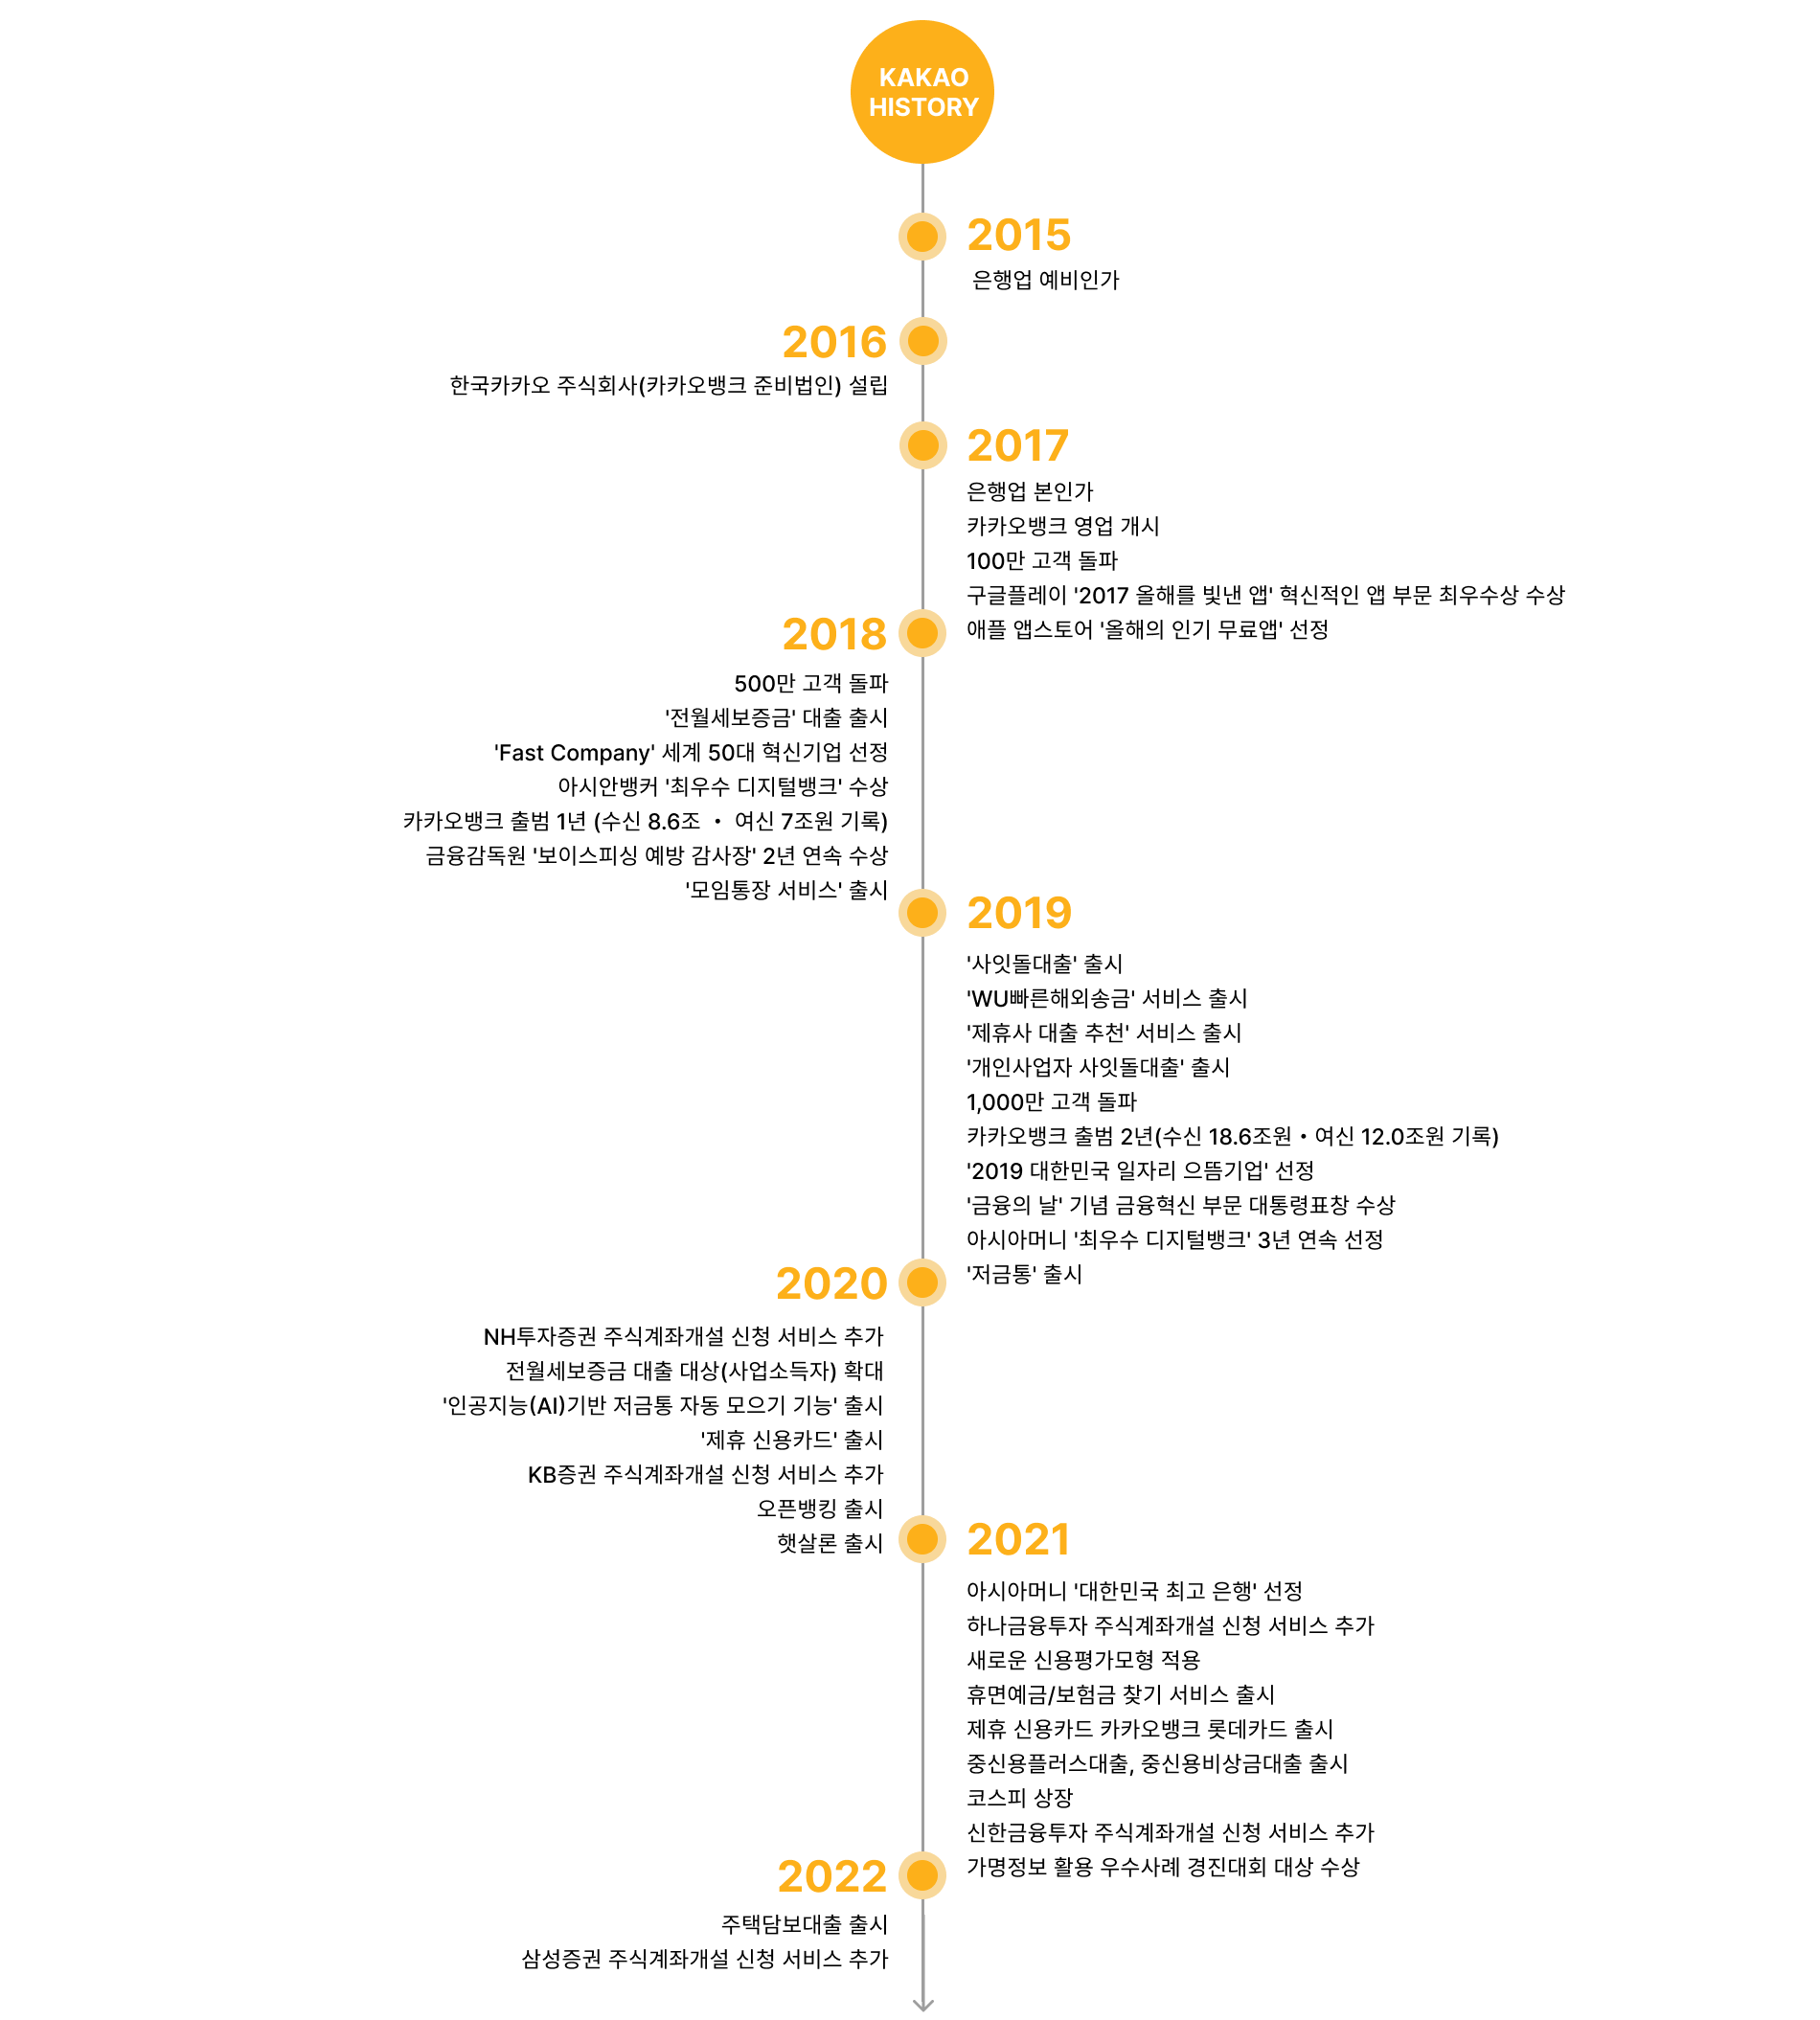 KAKAO
HISTORY
2015
은행업 예비인가
2016
한국카카오 주식회사(카카오뱅크 준비법인) 설립
2017
은행업 본인가
카카오뱅크 영업 개시
100만 고객 돌파
구글플레이 '2017 올해를 빛낸 앱' 혁신적인 앱 부문 최우수상 수상
애플 앱스토어 '올해의 인기 무료앱' 선정
2018
500만 고객 돌파
'전월세보증금' 대출 출시
'Fast Company' 세계 50대 혁신기업 선정
아시안뱅커 '최우수 디지털뱅크' 수상
카카오뱅크 출범 1년 (수신 8.6조 · 여신 7조원 기록)
금융감독원 '보이스피싱 예방 감사장' 2년 연속 수상
'모임통장 서비스' 출시
2019
'사잇돌대출' 출시
'WU빠른해외송금' 서비스 출시
'제휴사 대출 추천' 서비스 출시
'개인사업자 사잇돌대출' 출시
1,000만 고객 돌파
카카오뱅크 출범 2년(수신 18.6조원·여신 12.0조원 기록)
'2019 대한민국 일자리 으뜸기업' 선정
'금융의 날' 기념 금융혁신 부문 대통령표창 수상
아시아머니 '최우수 디지털뱅크' 3년 연속 선정
'저금통' 출시
2020
NH투자증권 주식계좌개설 신청 서비스 추가
전월세보증금 대출 대상(사업소득자) 확대
'인공지능(AI)기반 저금통 자동 모으기 기능' 출시
'제휴 신용카드' 출시
KB증권 주식계좌개설 신청 서비스 추가
오픈뱅킹 출시
햇살론 출시
2021
아시아머니 '대한민국 최고 은행' 선정
하나금융투자 주식계좌개설 신청 서비스 추가
새로운 신용평가모형 적용
휴면예금/보험금 찾기 서비스 출시
제휴 신용카드 카카오뱅크 롯데카드 출시
중신용플러스대출, 중신용비상금대출 출시
코스피 상장
신한금융투자 주식계좌개설 신청 서비스 추가
가명정보 활용 우수사례 경진대회 대상 수상
2022
주택담보대출 출시
삼성증권 주식계좌개설 신청 서비스 추가